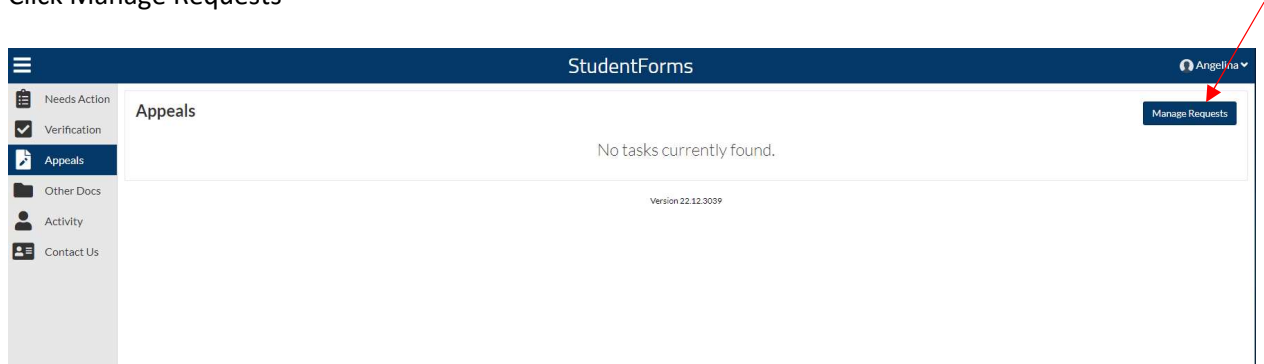 Click Manage Requests
StudentForms
Angelina
Needs Action
Verification
Appeals
Other Docs
Activity
Contact Us
Appeals
Manage Requests
No tasks currently found.
Version 22.12.3039